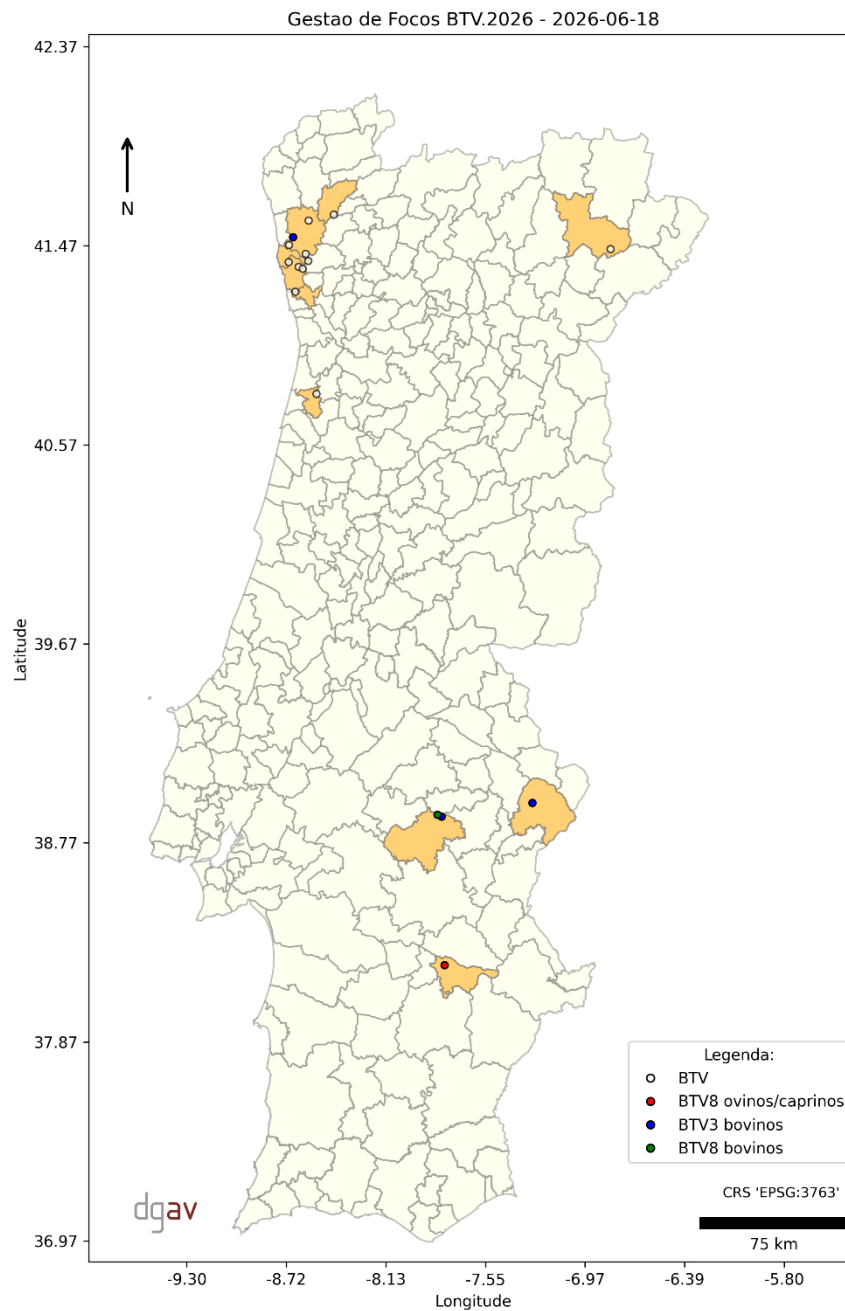 Gestao de Focos BTV.2026 - 2026-06-18
42.37
N
41.47
40.57
Latitude
39.67
38.77
37.87
Legenda:
BTV
BTV8 ovinos/caprinos
BTV3 bovinos
BTV8 bovinos
CRS 'EPSG:3763'
dgav
75 km
36.97
-9.30 -8.72 -8.13 -7.55 -6.97 -6.39 -5.80
Longitude